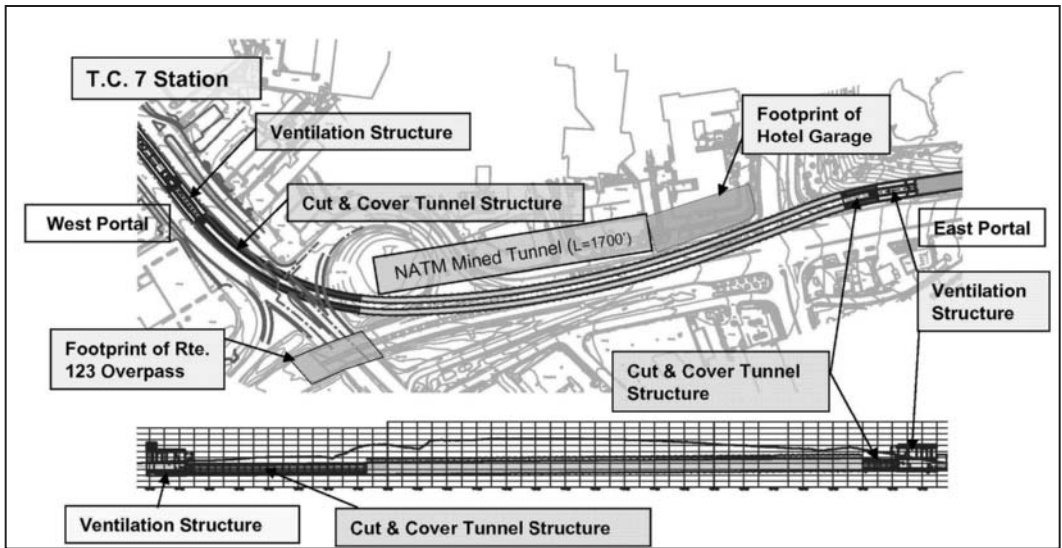 T.C. 7 Station
Ventilation Structure
Footprint of
Hotel Garage
Cut & Cover Tunnel Structure
West Portal
NATM Mined Tunnel (L=1700')
East Portal
Ventilation
Structure
Footprint of Rte.
123 Overpass
Cut & Cover Tunnel
Structure
Ventilation Structure
Cut & Cover Tunnel Structure